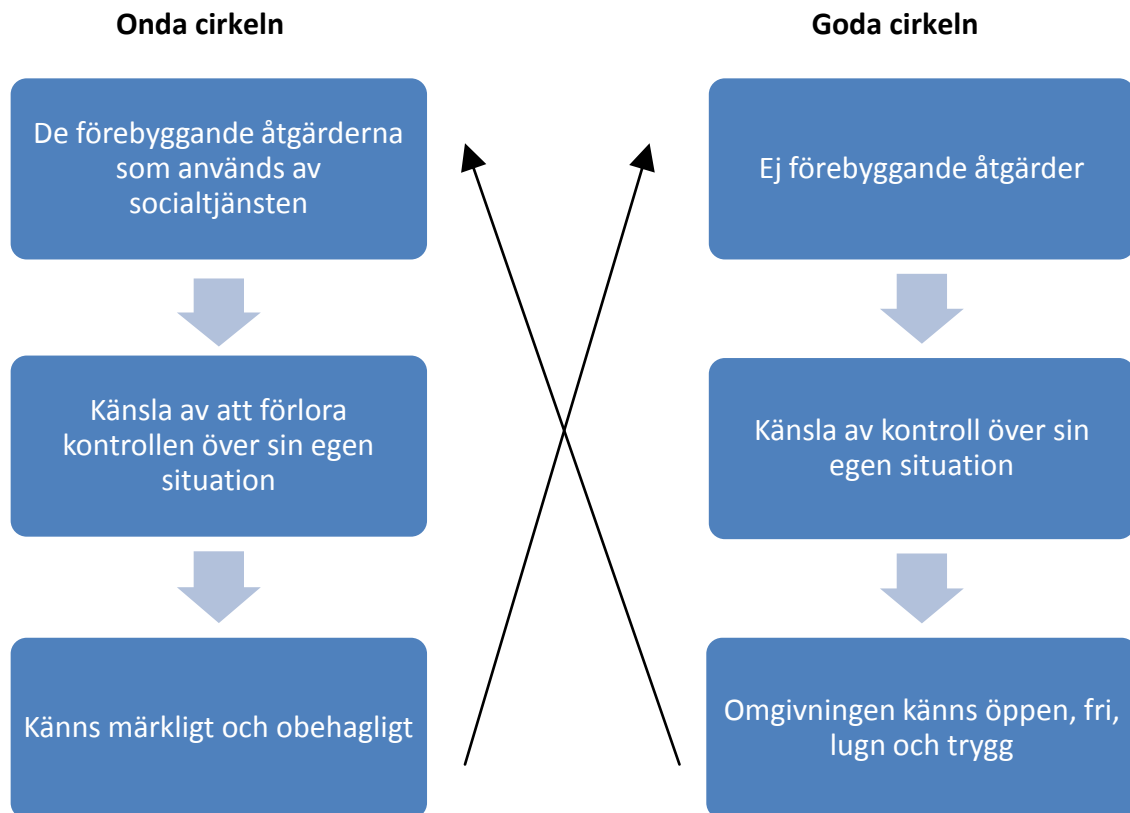 Onda cirkeln
De förebyggande åtgärderna
som används av
socialtjänsten
Känsla av att förlora
kontrollen över sin egen
situation
Känns märkligt och obehagligt
Goda cirkeln
Ej förebyggande åtgärder
Känsla av kontroll över sin
egen situation
Omgivningen känns öppen, fri,
lugn och trygg